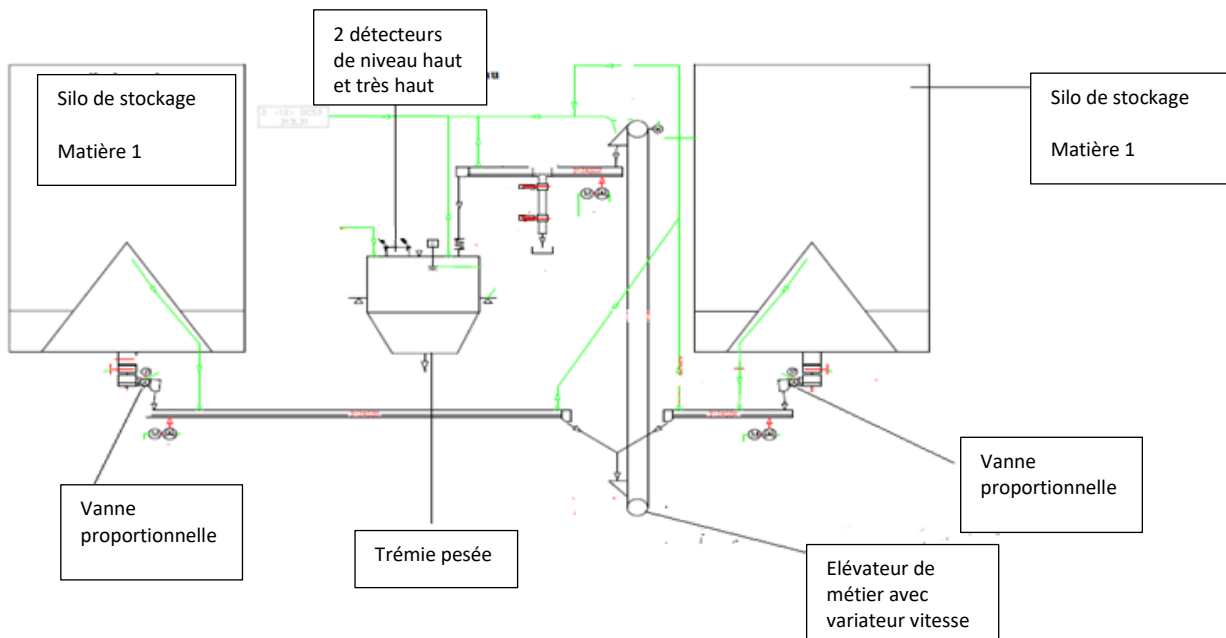 2 détecteurs
de niveau haut
et très haut
Silo de stockage
Matière 1
Silo de stockage
Matière 1
Vanne
proportionnelle
Trémie pesée
Vanne
proportionnelle
Elévateur de
métier avec
variateur vitesse